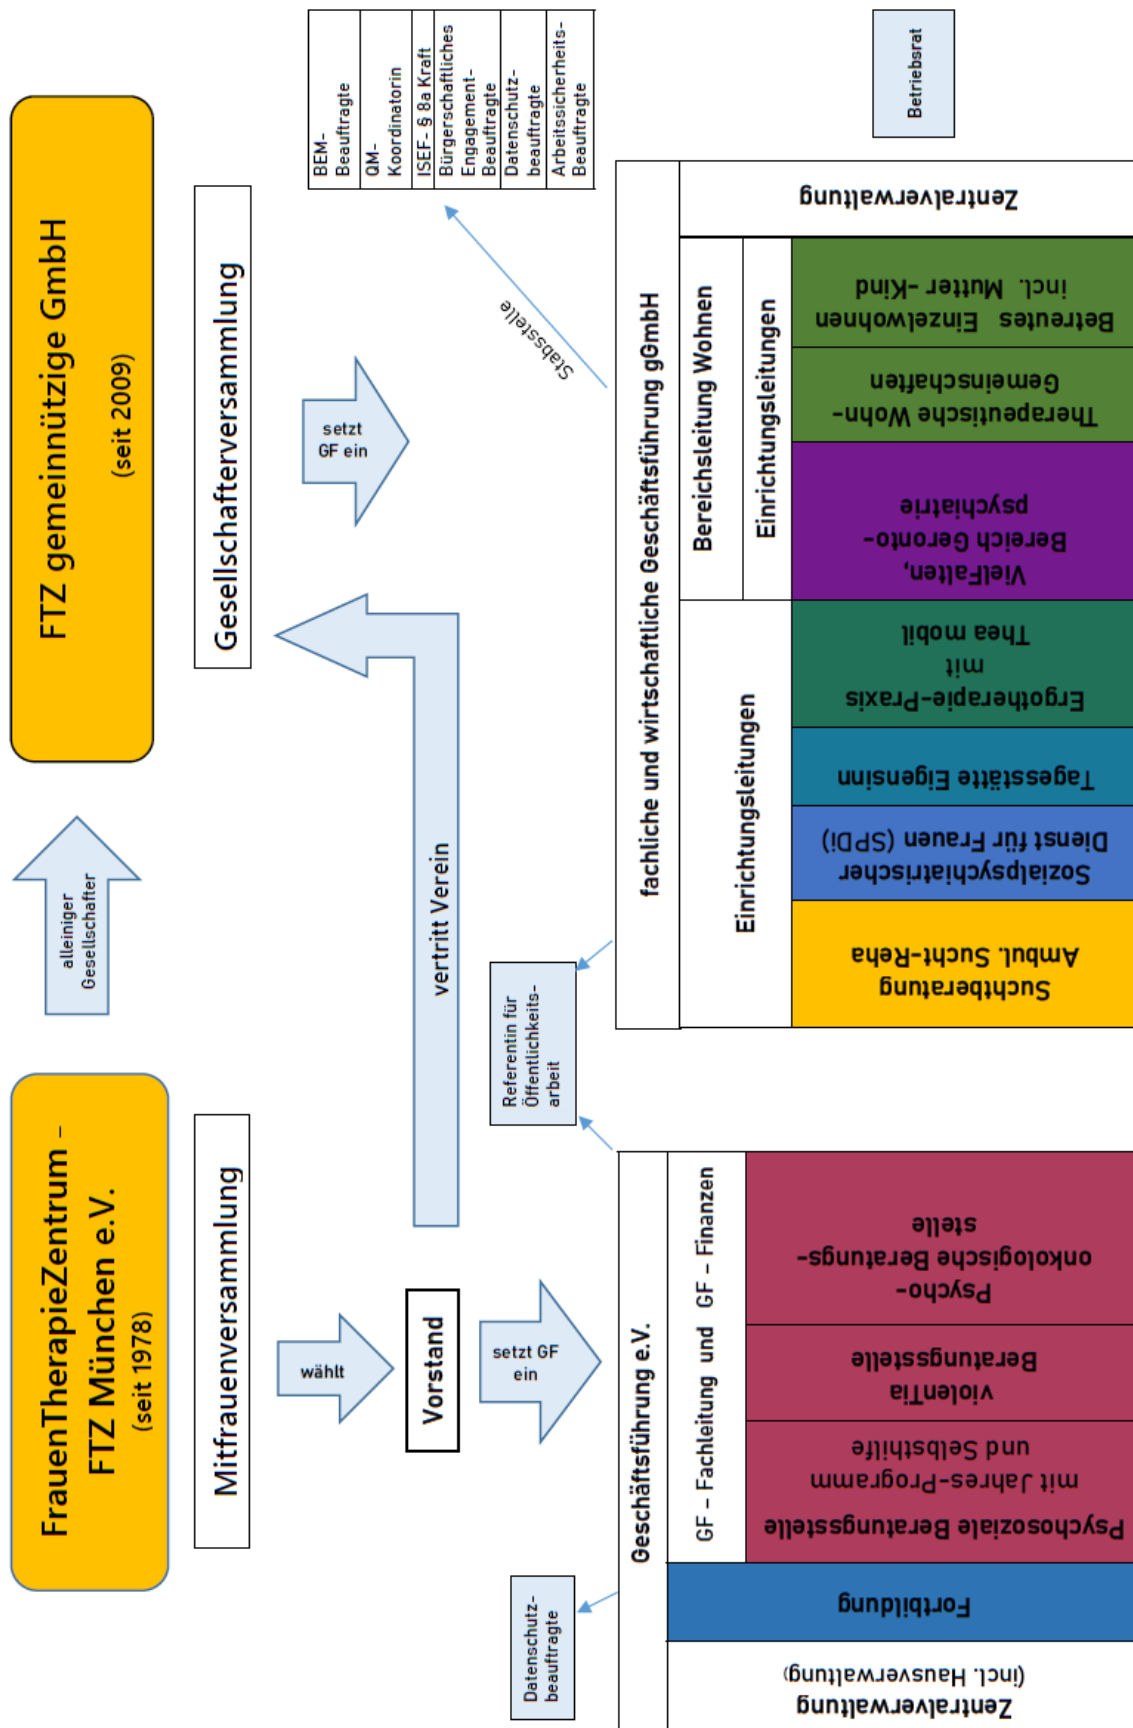 FrauenTherapieZentrum –
FTZ München e.V.
(seit 1978)
alleiniger
Gesellschafter
FTZ gemeinnützige GmbH
(seit 2009)
Mitfrauenversammlung
Gesellschafterversammlung
wählt
setzt
GF ein
Vorstand
vertritt Verein
BEM-
Beauftragte
QM-
Koordinatorin
ISEF- § 8a Kraft
Bürgerschaftliches
Engagement-
Beauftragte
Datenschutz-
beauftragte
Arbeitssicherheits-
Beauftragte
setzt GF
ein
Stabsstelle
Datenschutz-
beauftragte
Referentin für
Öffentlichkeits-
arbeit
Geschäftsführung e.V.
fachliche und wirtschaftliche Geschäftsführung gGmbH
GF – Fachleitung und GF – Finanzen
Einrichtungsleitungen
Bereichsleitung Wohnen
Einrichtungsleitungen
Zentralverwaltung
(incl. Hausverwaltung)
Fortbildung
Psychosoziale Beratungsstelle
mit Jahres-Programm
und Selbsthilfe
violenTia
Beratungsstelle
Psycho-
onkologische Beratungs-
stelle
Suchtberatung
Ambul. Sucht-Reha
Sozialpsychiatrischer
Dienst für Frauen (SPDi)
Tagesstätte Eigensinn
Ergotherapie-Praxis
mit
Thea mobil
VielFalten,
Bereich Geronto-
psychiatrie
Therapeutische Wohn-
Gemeinschaften
Betreutes Einzelwohnen
incl. Mutter-Kind
Zentralverwaltung
Betriebsrat